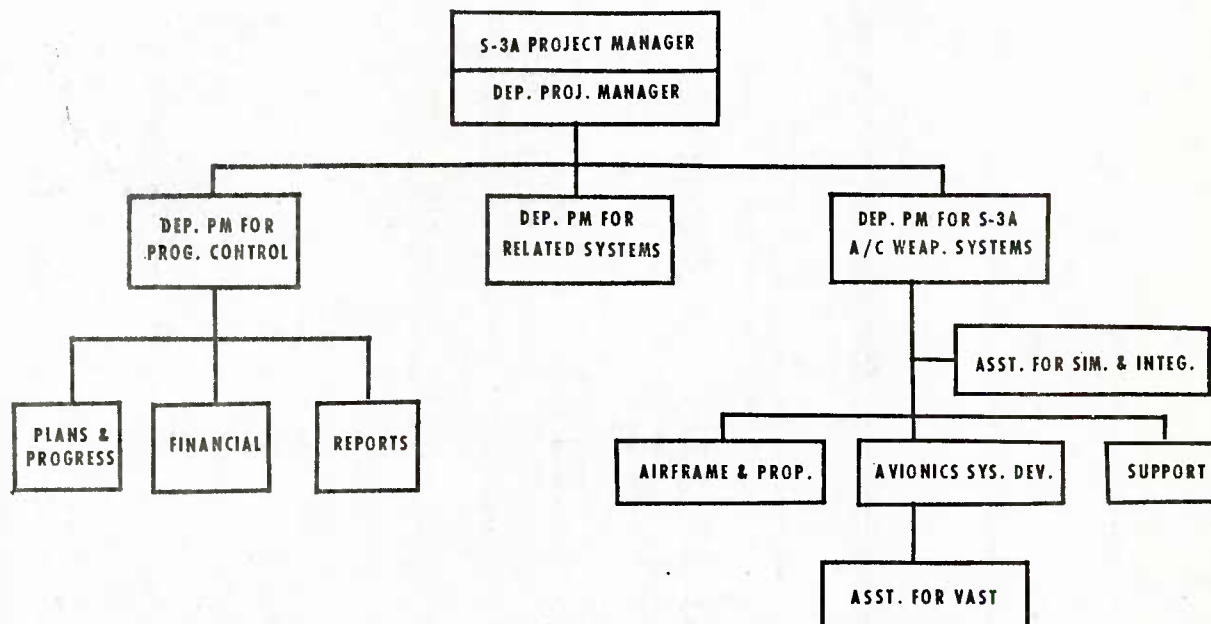 S-3A PROJECT MANAGER
DEP. PROJ. MANAGER
DEP. PM FOR
PROG. CONTROL
DEP. PM FOR
RELATED SYSTEMS
DEP. PM FOR S-3A
A/C WEAP. SYSTEMS
ASST. FOR SIM. & INTEG.
PLANS &
PROGRESS
FINANCIAL
REPORTS
AIRFRAME & PROP.
AVIONICS SYS. DEV.
SUPPORT
ASST. FOR VAST